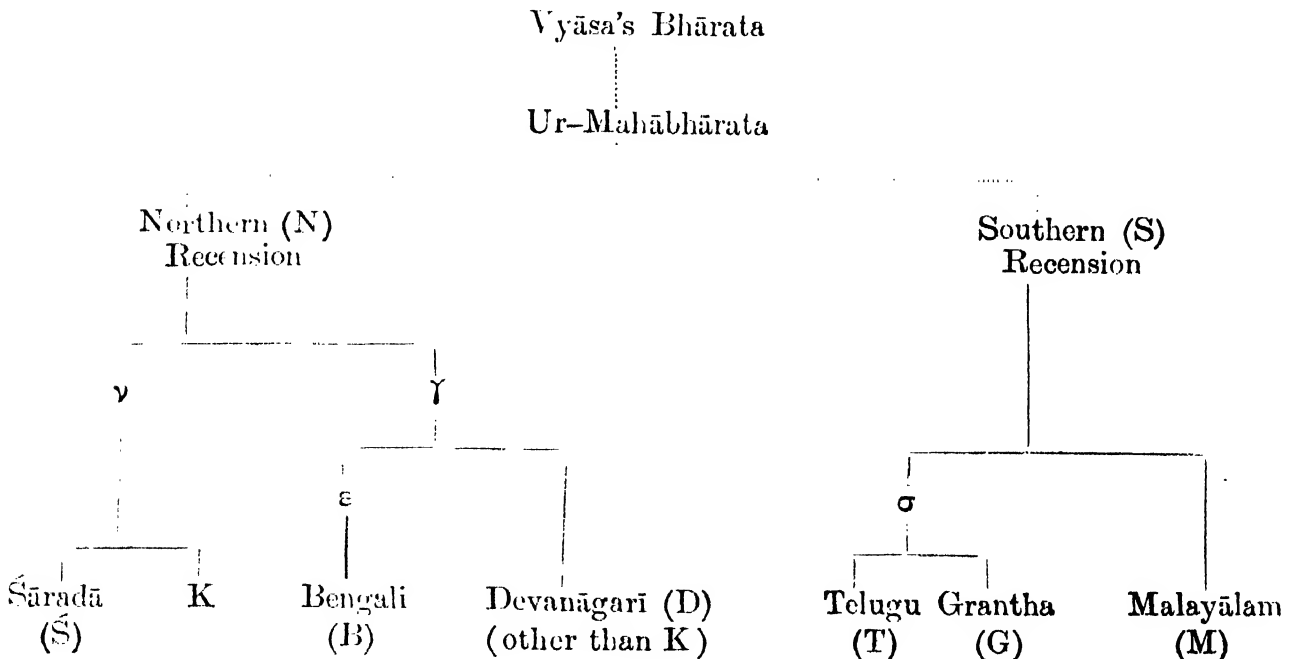 Vyāsa's Bhārata
Ur-Mahābhārata
Northern (N)
Recension
Southern (S)
Recension
ν
γ
ε
σ
Śāradā
(Ś)
K
Bengali
(B)
Devanāgarī (D)
(other than K)
Telugu
(T)
Grantha
(G)
Malayālam
(M)